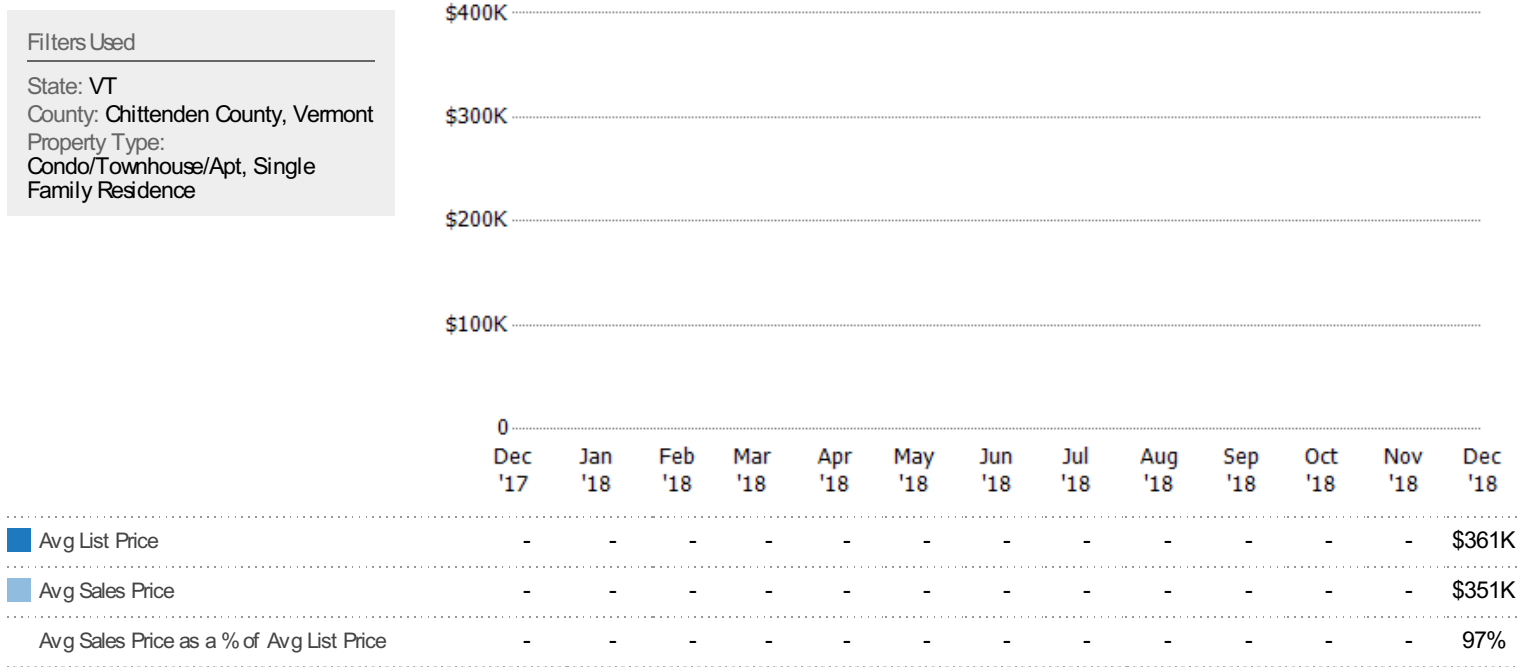 Filters Used
State: VT
County: Chittenden County, Vermont
Property Type:
Condo/Townhouse/Apt, Single
Family Residence
$400K
$300K
$200K
$100K
0
Dec Jan Feb Mar Apr May Jun Jul Aug Sep Oct Nov Dec
'17 '18 '18 '18 '18 '18 '18 '18 '18 '18 '18 '18 '18
Avg List Price - - - - - - - - - - - - $361K
Avg Sales Price - - - - - - - - - - - - $351K
Avg Sales Price as a % of Avg List Price - - - - - - - - - - - - 97%